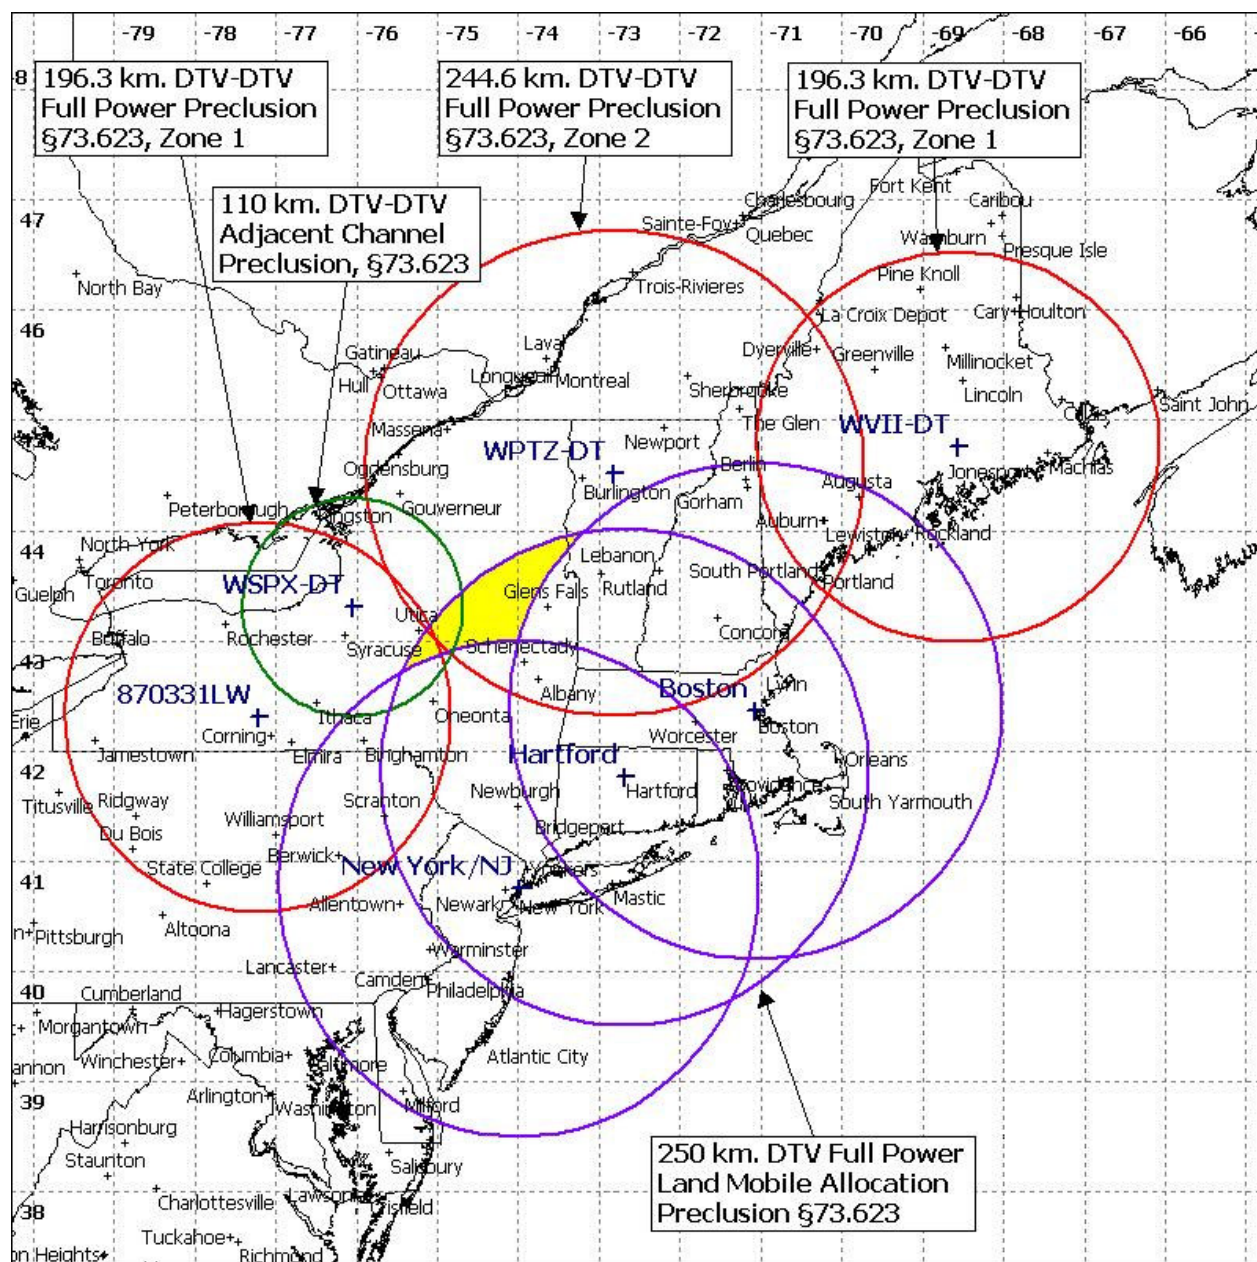 -79 -78 -77 -76 -75 -74 -73 -72 -71 -70 -69 -68 -67 -66
8
196.3 km. DTV-DTV
Full Power Preclusion
§73.623, Zone 1
244.6 km. DTV-DTV
Full Power Preclusion
§73.623, Zone 2
196.3 km. DTV-DTV
Full Power Preclusion
§73.623, Zone 1
110 km. DTV-DTV
Adjacent Channel
Preclusion, §73.623
Fort Kent
Caribou
Charlesbourg
47
Sainte-Foy
Quebec
Washburn
Presque Isle
North Bay
Trois-Rivieres
Pine Knoll
46
La Croix Depot
Cary
Houlton
Gatineau
Laval
Dyerville
Greenville
Millinocket
Hull
Ottawa
Longueuil
Montreal
Sherbrooke
Lincoln
Saint John
Massena
The Glen
WVII-DT
WPTZ-DT
Newport
Ogdensburg
Berlin
Jonesport
Machias
Burlington
Augusta
Peterborough
Kingston
Gouverneur
Gorham
44
Auburn
Lewiston
Rockland
North York
Lebanon
Toronto
WSPX-DT
South Portland
Portland
Guelph
Glens Falls
Rutland
Utica
Buffalo
Rochester
Syracuse
Schenectady
Concord
43
870331LW
Albany
Boston
Lynn
Erie
Ithaca
Oneonta
Boston
Corning
Worcester
Jamestown
Elmira
Binghamton
Hartford
Orleans
42
Titusville
Ridgway
Scranton
Newburgh
Hartford
Providence
South Yarmouth
Du Bois
Williamsport
Bridgeport
Berwick
41
State College
New York/NJ
Yonkers
Mastic
Allentown
Newark
New York
Pittsburgh
Altoona
Warminster
Lancaster
Camden
40
Cumberland
Philadelphia
Morgantown
Hagerstown
Winchester
Columbia
Baltimore
Atlantic City
annon
39
Arlington
Washington
Milford
Harrisonburg
Staunton
Salisbury
250 km. DTV Full Power
Land Mobile Allocation
Preclusion §73.623
Charlottesville
38
Tuckahoe
on Heights
Richmond